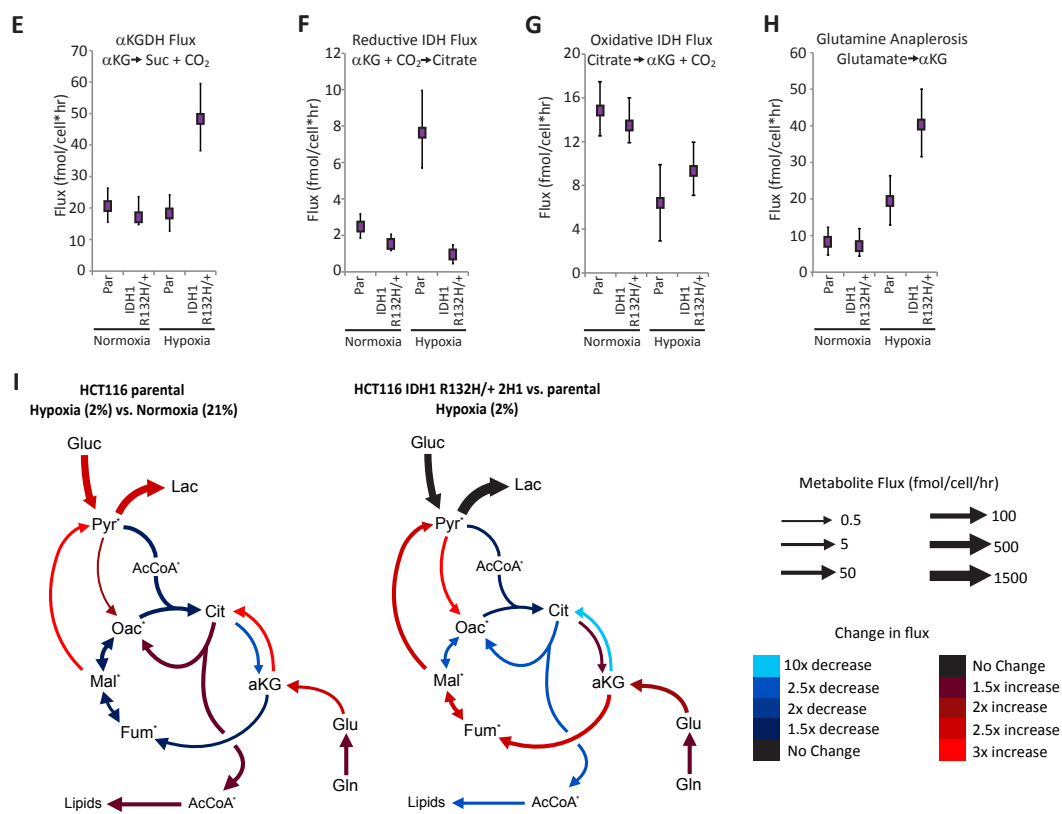 E
αKGDH Flux
αKG→ Suc + CO₂
Flux (fmol/cell*hr)
70
60
50
40
30
20
10
0
Par
IDH1
R132H/+
Par
IDH1
R132H/+
Normoxia
Hypoxia
F
Reductive IDH Flux
αKG + CO₂→Citrate
Flux (fmol/cell*hr)
12
10
8
6
4
2
0
Par
IDH1
R132H/+
Par
IDH1
R132H/+
Normoxia
Hypoxia
G
Oxidative IDH Flux
Citrate→ αKG + CO₂
Flux (fmol/cell*hr)
18
15
12
9
6
3
0
Par
IDH1
R132H/+
Par
IDH1
R132H/+
Normoxia
Hypoxia
H
Glutamine Anaplerosis
Glutamate→αKG
Flux (fmol/cell*hr)
60
50
40
30
20
10
0
Par
IDH1
R132H/+
Par
IDH1
R132H/+
Normoxia
Hypoxia
I
HCT116 parental
Hypoxia (2%) vs. Normoxia (21%)
Gluc
Lac
Pyr*
AcCoA*
Cit
Oac*
Mal*
aKG
Fum*
Glu
Gln
Lipids
AcCoA*
HCT116 IDH1 R132H/+ 2H1 vs. parental
Hypoxia (2%)
Gluc
Lac
Pyr*
AcCoA*
Cit
Oac*
Mal*
aKG
Fum*
Glu
Gln
Lipids
AcCoA*
Metabolite Flux (fmol/cell/hr)
0.5
5
50
100
500
1500
Change in flux
10x decrease
2.5x decrease
2x decrease
1.5x decrease
No Change
No Change
1.5x increase
2x increase
2.5x increase
3x increase